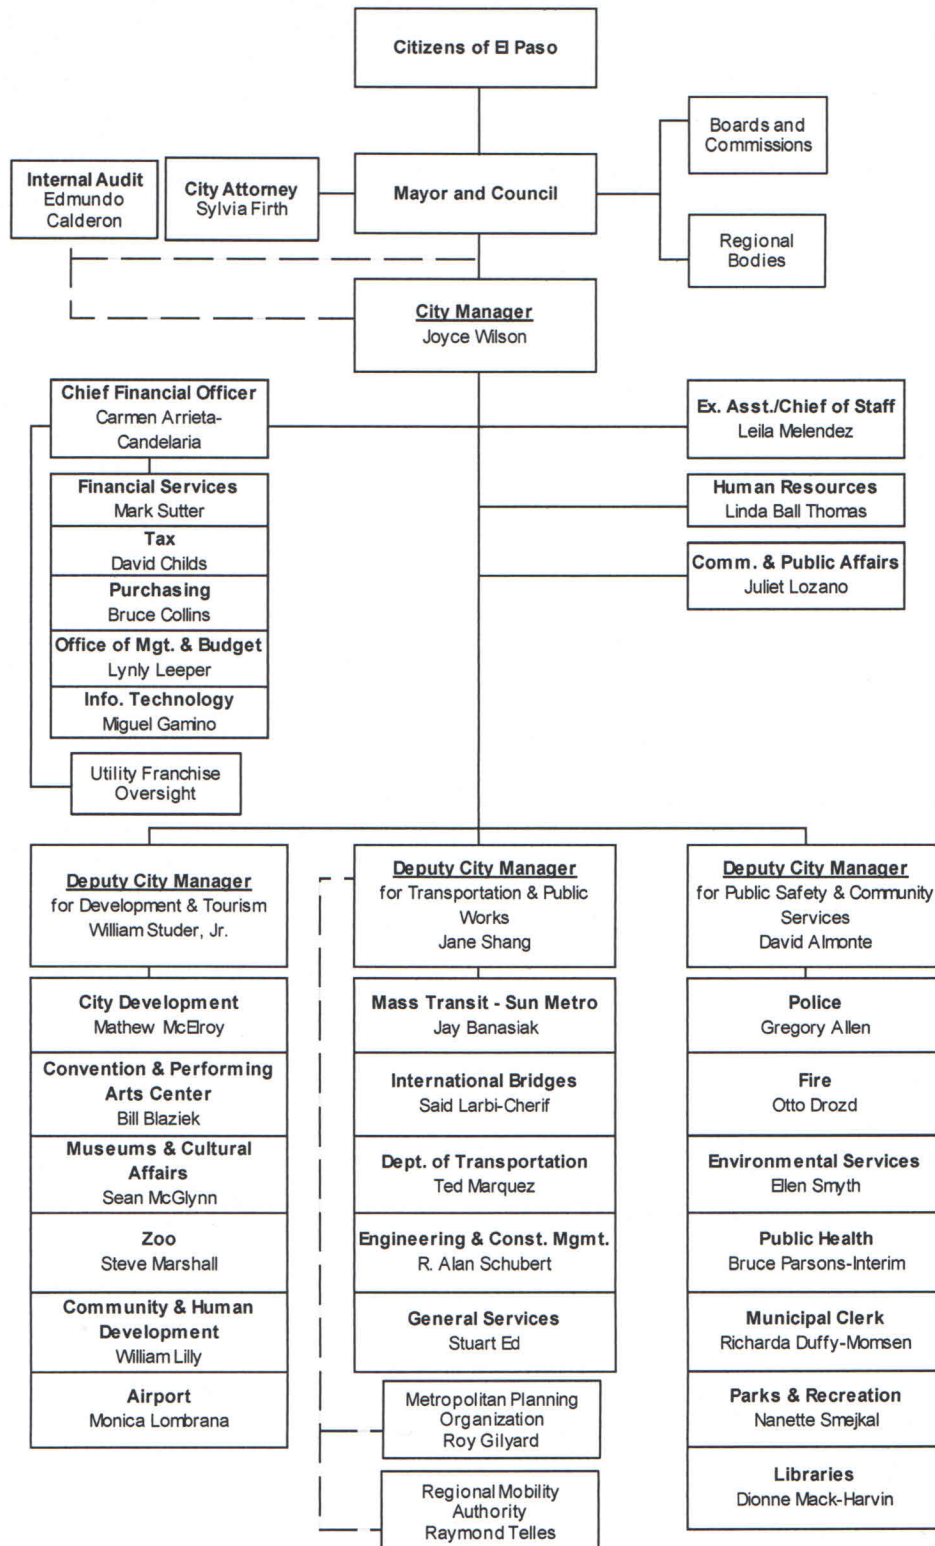 Citizens of El Paso
Boards and
Commissions
Internal Audit
Edmundo
Calderon
City Attorney
Sylvia Firth
Mayor and Council
Regional
Bodies
City Manager
Joyce Wilson
Chief Financial Officer
Carmen Arrieta-
Candelaria
Ex. Asst./Chief of Staff
Leila Melendez
Financial Services
Mark Sutter
Tax
David Childs
Purchasing
Bruce Collins
Office of Mgt. & Budget
Lynly Leeper
Info. Technology
Miguel Gamino
Human Resources
Linda Ball Thomas
Comm. & Public Affairs
Juliet Lozano
Utility Franchise
Oversight
Deputy City Manager
for Development & Tourism
William Studer, Jr.
City Development
Mathew McElroy
Convention & Performing
Arts Center
Bill Blaziek
Museums & Cultural
Affairs
Sean McGlynn
Zoo
Steve Marshall
Community & Human
Development
William Lilly
Airport
Monica Lombrana
Deputy City Manager
for Transportation & Public
Works
Jane Shang
Mass Transit - Sun Metro
Jay Banasiak
International Bridges
Said Larbi-Cherif
Dept. of Transportation
Ted Marquez
Engineering & Const. Mgmt.
R. Alan Schubert
General Services
Stuart Ed
Metropolitan Planning
Organization
Roy Gilyard
Regional Mobility
Authority
Raymond Telles
Deputy City Manager
for Public Safety & Community
Services
David Almonte
Police
Gregory Allen
Fire
Otto Drozd
Environmental Services
Ellen Smyth
Public Health
Bruce Parsons-Interim
Municipal Clerk
Richarda Duffy-Momsen
Parks & Recreation
Nanette Smejkal
Libraries
Dionne Mack-Harvin